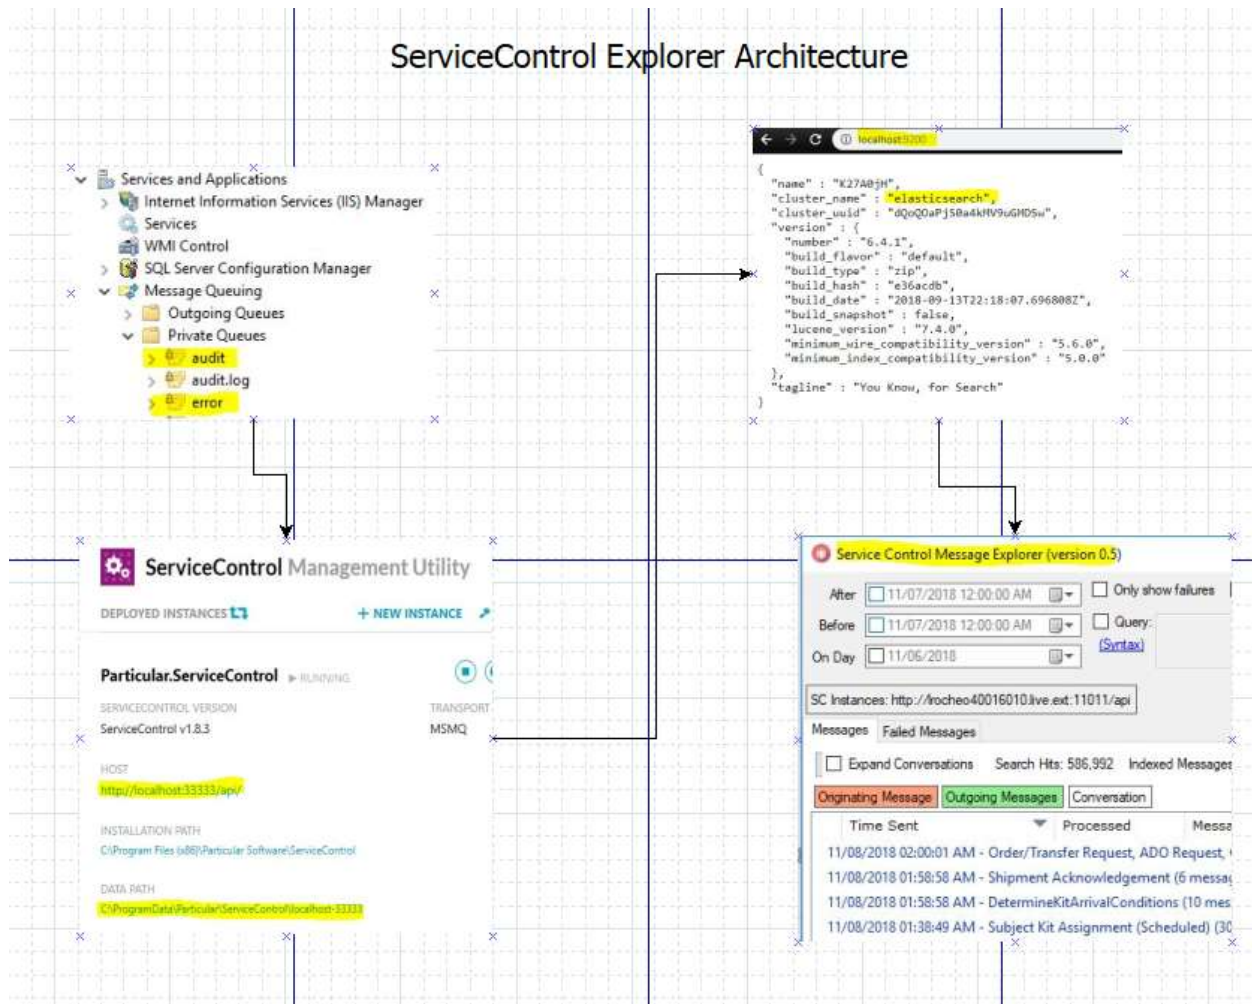 ServiceControl Explorer Architecture
Services and Applications
Internet Information Services (IIS) Manager
Services
WMI Control
SQL Server Configuration Manager
Message Queuing
Outgoing Queues
Private Queues
audit
audit.log
error
localhost:9200
{
"name" : "K27A0jH",
"cluster_name" : "elasticsearch",
"cluster_uuid" :
"version" : {
"number" : "6.4.1",
"build_flavor" : "default",
"build_type" : "zip",
"build_hash" : "e36acdb",
"build_date" : "2018-09-13T22:18:07.696808Z",
"build_snapshot" : false,
"lucene_version" : "7.4.0",
"minimum_wire_compatibility_version" : "5.6.0",
"minimum_index_compatibility_version" : "5.0.0"
},
"tagline" : "You Know, for Search"
}
ServiceControl Management Utility
DEPLOYED INSTANCES
+ NEW INSTANCE
Particular.ServiceControl RUNNING
SERVICECONTROL VERSION TRANSPORT
ServiceControl v1.8.3 MSMQ
HOST
http://localhost:33333/api/
INSTALLATION PATH
C:\Program Files (x86)\Particular Software\ServiceControl
DATA PATH
C:\ProgramData\Particular\ServiceControl\localhost-33333
Service Control Message Explorer (version 0.5)
After 11/07/2018 12:00:00 AM Only show failures
Before 11/07/2018 12:00:00 AM Query:
(Syntax)
On Day 11/06/2018
SC Instances:
Messages Failed Messages
Expand Conversations Search Hits: 586,992 Indexed Messages
Originating Message Outgoing Messages Conversation
Time Sent Processed Messa
11/08/2018 02:00:01 AM - Order/Transfer Request, ADO Request,
11/08/2018 01:58:58 AM - Shipment Acknowledgement (6 messag
11/08/2018 01:58:58 AM - DetermineKitArrivalConditions (10 mes
11/08/2018 01:38:49 AM - Subject Kit Assignment (Scheduled) (30